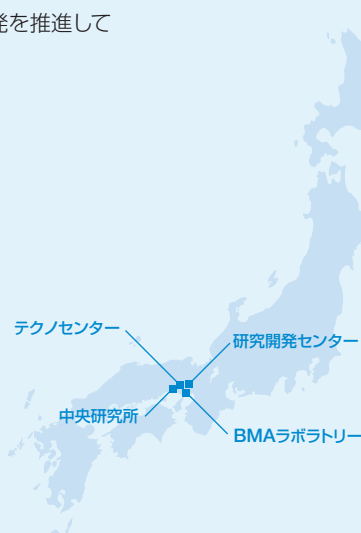 発を推進して
テクノセンター
研究開発センター
中央研究所
BMAラボラトリー